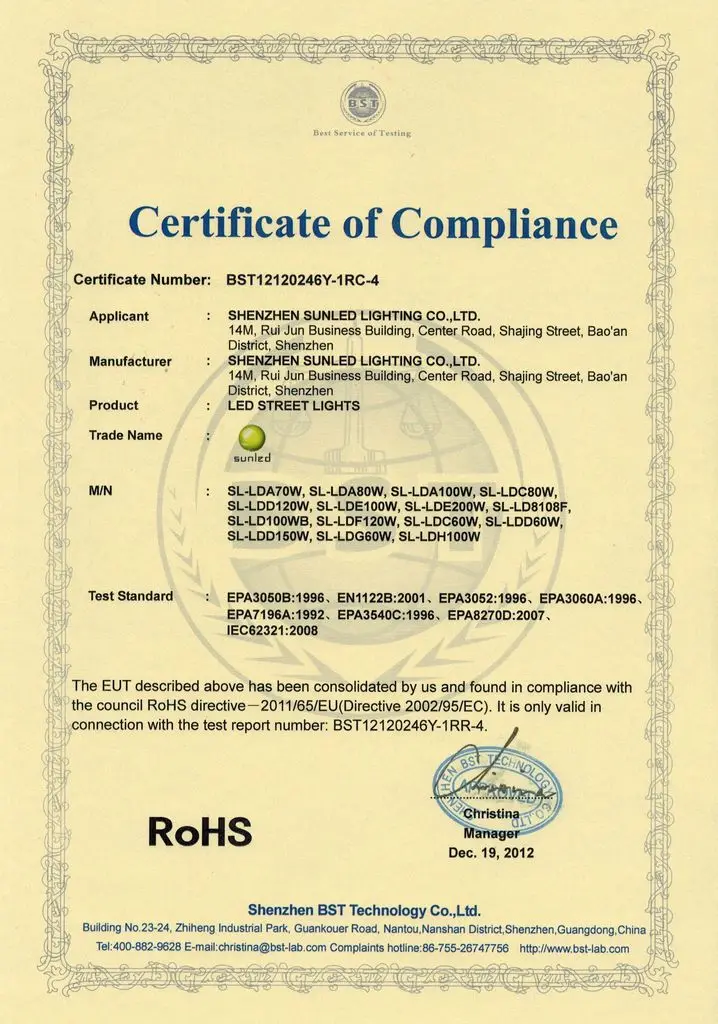 BST
Best Service of Testing
Certificate of Compliance
Certificate Number: BST12120246Y-1RC-4
Applicant : SHENZHEN SUNLED LIGHTING CO.,LTD.
14M, Rui Jun Business Building, Center Road, Shajing Street, Bao'an
District, Shenzhen
Manufacturer : SHENZHEN SUNLED LIGHTING CO.,LTD.
14M, Rui Jun Business Building, Center Road, Shajing Street, Bao'an
District, Shenzhen
Product : LED STREET LIGHTS
Trade Name :
sunled
M/N : SL-LDA70W, SL-LDA80W, SL-LDA100W, SL-LDC80W,
SL-LDD120W, SL-LDE100W, SL-LDE200W, SL-LD8108F,
SL-LD100WB, SL-LDF120W, SL-LDC60W, SL-LDD60W,
SL-LDD150W, SL-LDG60W, SL-LDH100W
BST
Test Standard : EPA3050B:1996、EN1122B:2001、EPA3052:1996、EPA3060A:1996、
EPA7196A:1992、EPA3540C:1996、EPA8270D:2007、
IEC62321:2008
The EUT described above has been consolidated by us and found in compliance with
the council RoHS directive－2011/65/EU(Directive 2002/95/EC). It is only valid in
connection with the test report number: BST12120246Y-1RR-4.
SHENZHEN BST TECHNOLOGY CO.,LTD
APPROVED
RoHS
Christina
Manager
Dec. 19, 2012
Shenzhen BST Technology Co.,Ltd.
Building No.23-24, Zhiheng Industrial Park, Guankouer Road, Nantou,Nanshan District,Shenzhen,Guangdong,China
Tel:400-882-9628 E-mail:christina@bst-lab.com Complaints hotline:86-755-26747756 http://www.bst-lab.com